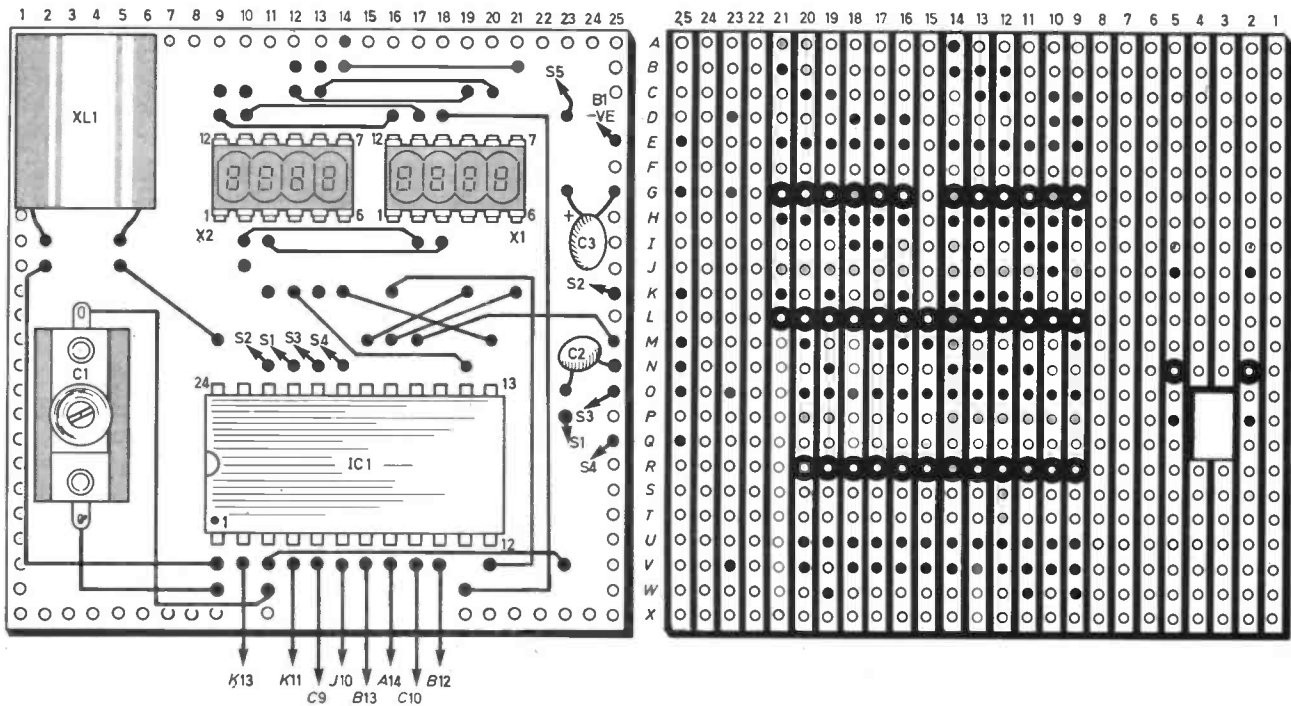 1 2 3 4 5 6 7 8 9 10 11 12 13 14 15 16 17 18 19 20 21 22 23 24 25
25 24 23 22 21 20 19 18 17 16 15 14 13 12 11 10 9 8 7 6 5 4 3 2 1
XL1
S5
B1
-VE
12 7 12 7
1 6 1 6
X2 X1
+
C3
S2
S2 S1 S3 S4
C2
C1
24 13
S3
S1
S4
IC1
1
12
K13 K11 J10 A14 B12
C9 B13 C10
A
B
C
D
E
F
G
H
I
J
K
L
M
N
O
P
Q
R
S
T
U
V
W
X